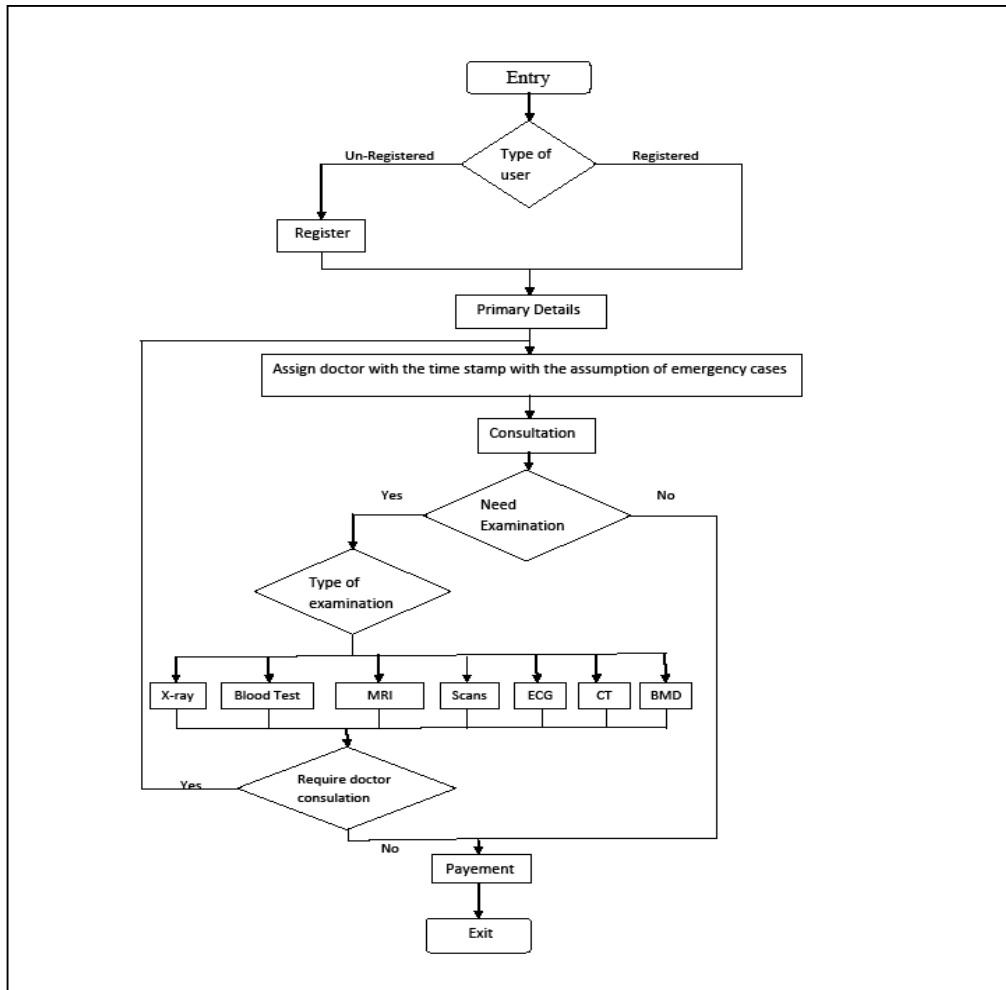 Entry
Type of
user
Un-Registered
Registered
Register
Primary Details
Assign doctor with the time stamp with the assumption of emergency cases
Consultation
Need
Examination
Yes
No
Type of
examination
X-ray
Blood Test
MRI
Scans
ECG
CT
BMD
Require doctor
consulation
Yes
No
Payement
Exit